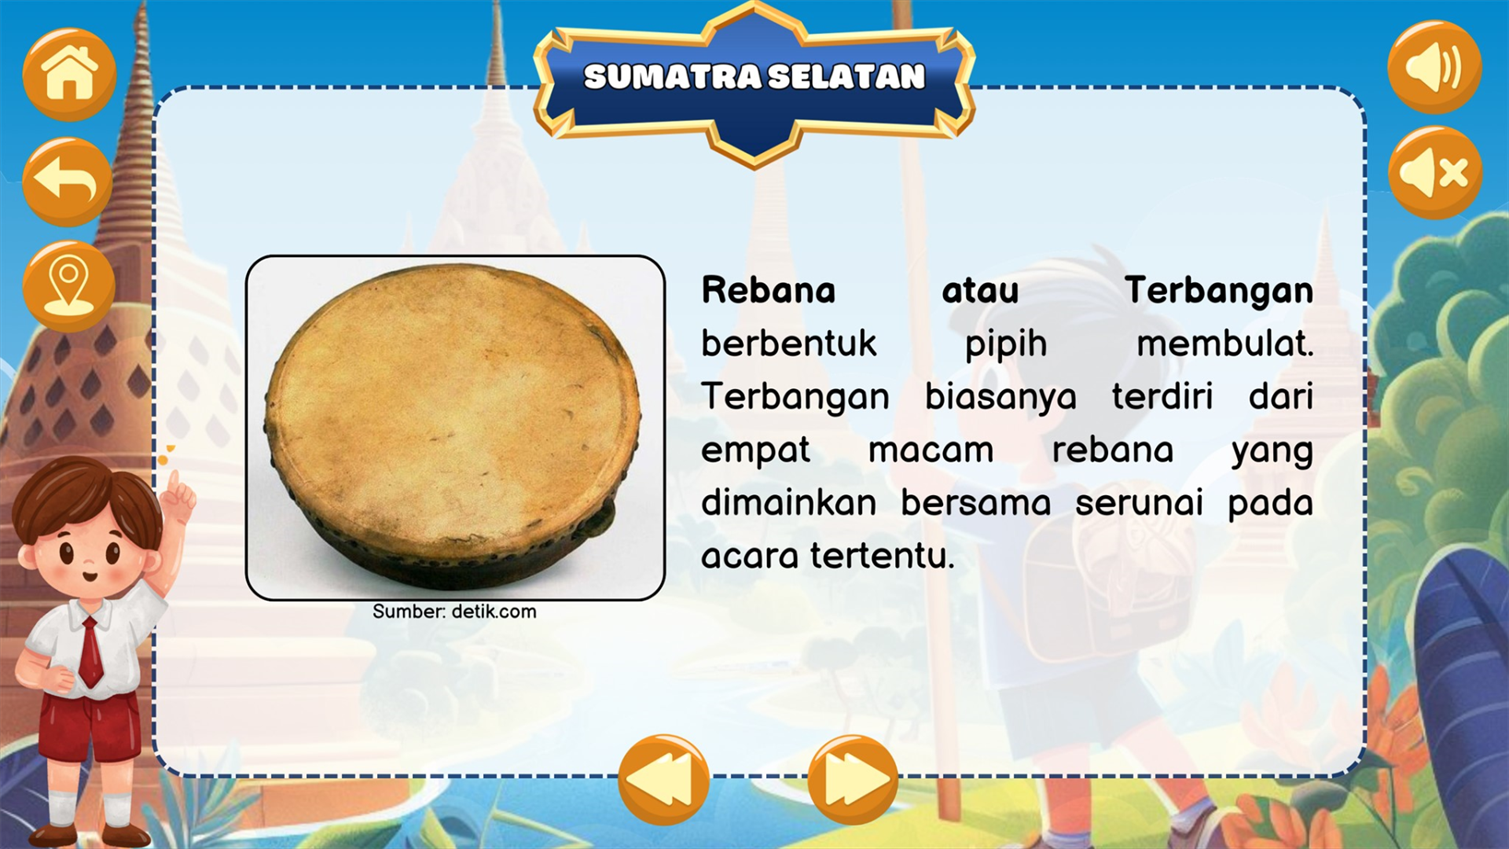 SUMATRA SELATAN
Rebana atau Terbangan
berbentuk pipih membulat.
Terbangan biasanya terdiri dari
empat macam rebana yang
dimainkan bersama serunai pada
acara tertentu.
Sumber: detik.com